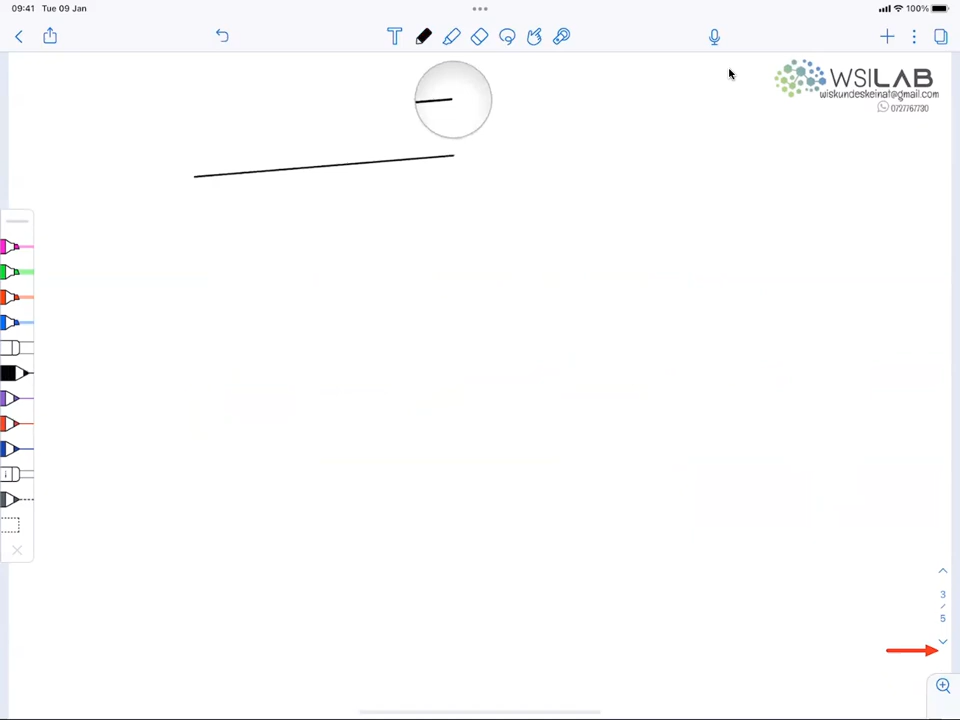 09:41 Tue 09 Jan
100%
T
WSILAB
wiskundeskeinat@gmail.com
0727767730
3
/
5